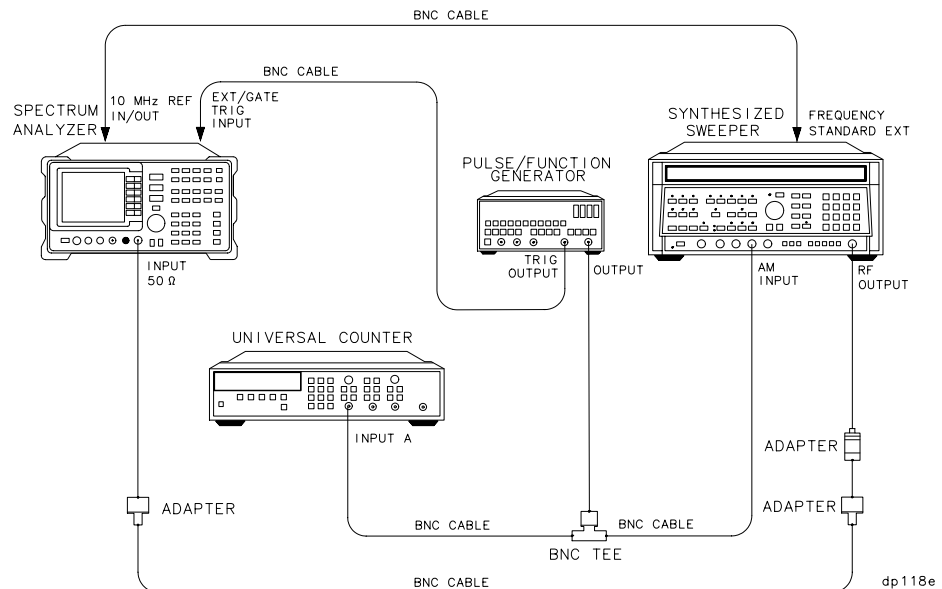 BNC CABLE
BNC CABLE
SPECTRUM
ANALYZER
10 MHz REF
IN/OUT
EXT/GATE
TRIG
INPUT
SYNTHESIZED
SWEEPER
FREQUENCY
STANDARD EXT
PULSE/FUNCTION
GENERATOR
INPUT
50 Ω
TRIG
OUTPUT
OUTPUT
AM
INPUT
RF
OUTPUT
UNIVERSAL COUNTER
INPUT A
ADAPTER
ADAPTER
ADAPTER
BNC CABLE
BNC CABLE
BNC TEE
BNC CABLE
dp118e